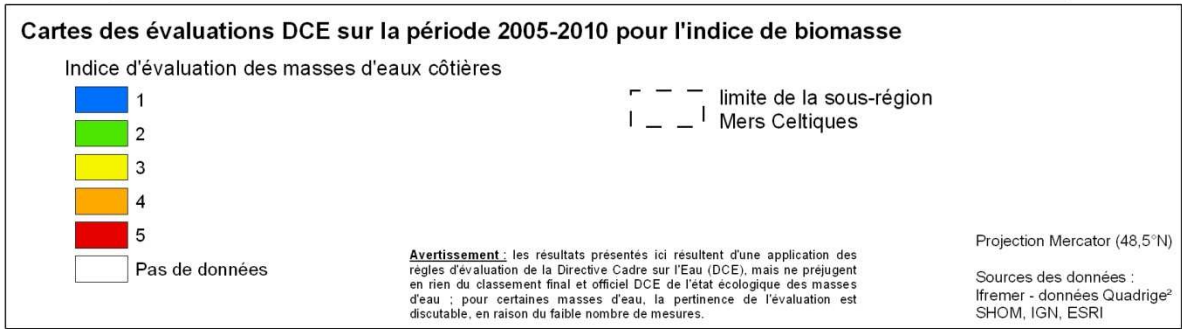 Cartes des évaluations DCE sur la période 2005-2010 pour l'indice de biomasse
Indice d'évaluation des masses d'eaux côtières
1
2
3
4
5
Pas de données
limite de la sous-région
Mers Celtiques
Avertissement : les résultats présentés ici résultent d'une application des
règles d'évaluation de la Directive Cadre sur l'Eau (DCE), mais ne préjugent
en rien du classement final et officiel DCE de l'état écologique des masses
d'eau ; pour certaines masses d'eau, la pertinence de l'évaluation est
discutable, en raison du faible nombre de mesures.
Projection Mercator (48,5°N)
Sources des données :
Ifremer - données Quadrige²
SHOM, IGN, ESRI